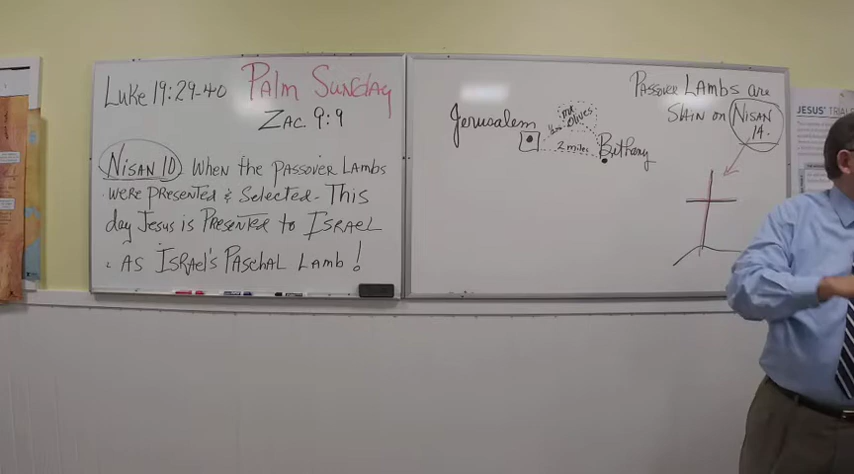 Luke 19:29-40
Palm Sunday
Zac. 9:9
Nisan 10 When the Passover Lambs
were presented & Selected - This
day Jesus is Presented to Israel
As Israel's Paschal Lamb!
Jerusalem
mt
Olives
2 miles
Bethany
Passover Lambs are
Slain on Nisan
14.
JESUS' TRIALS